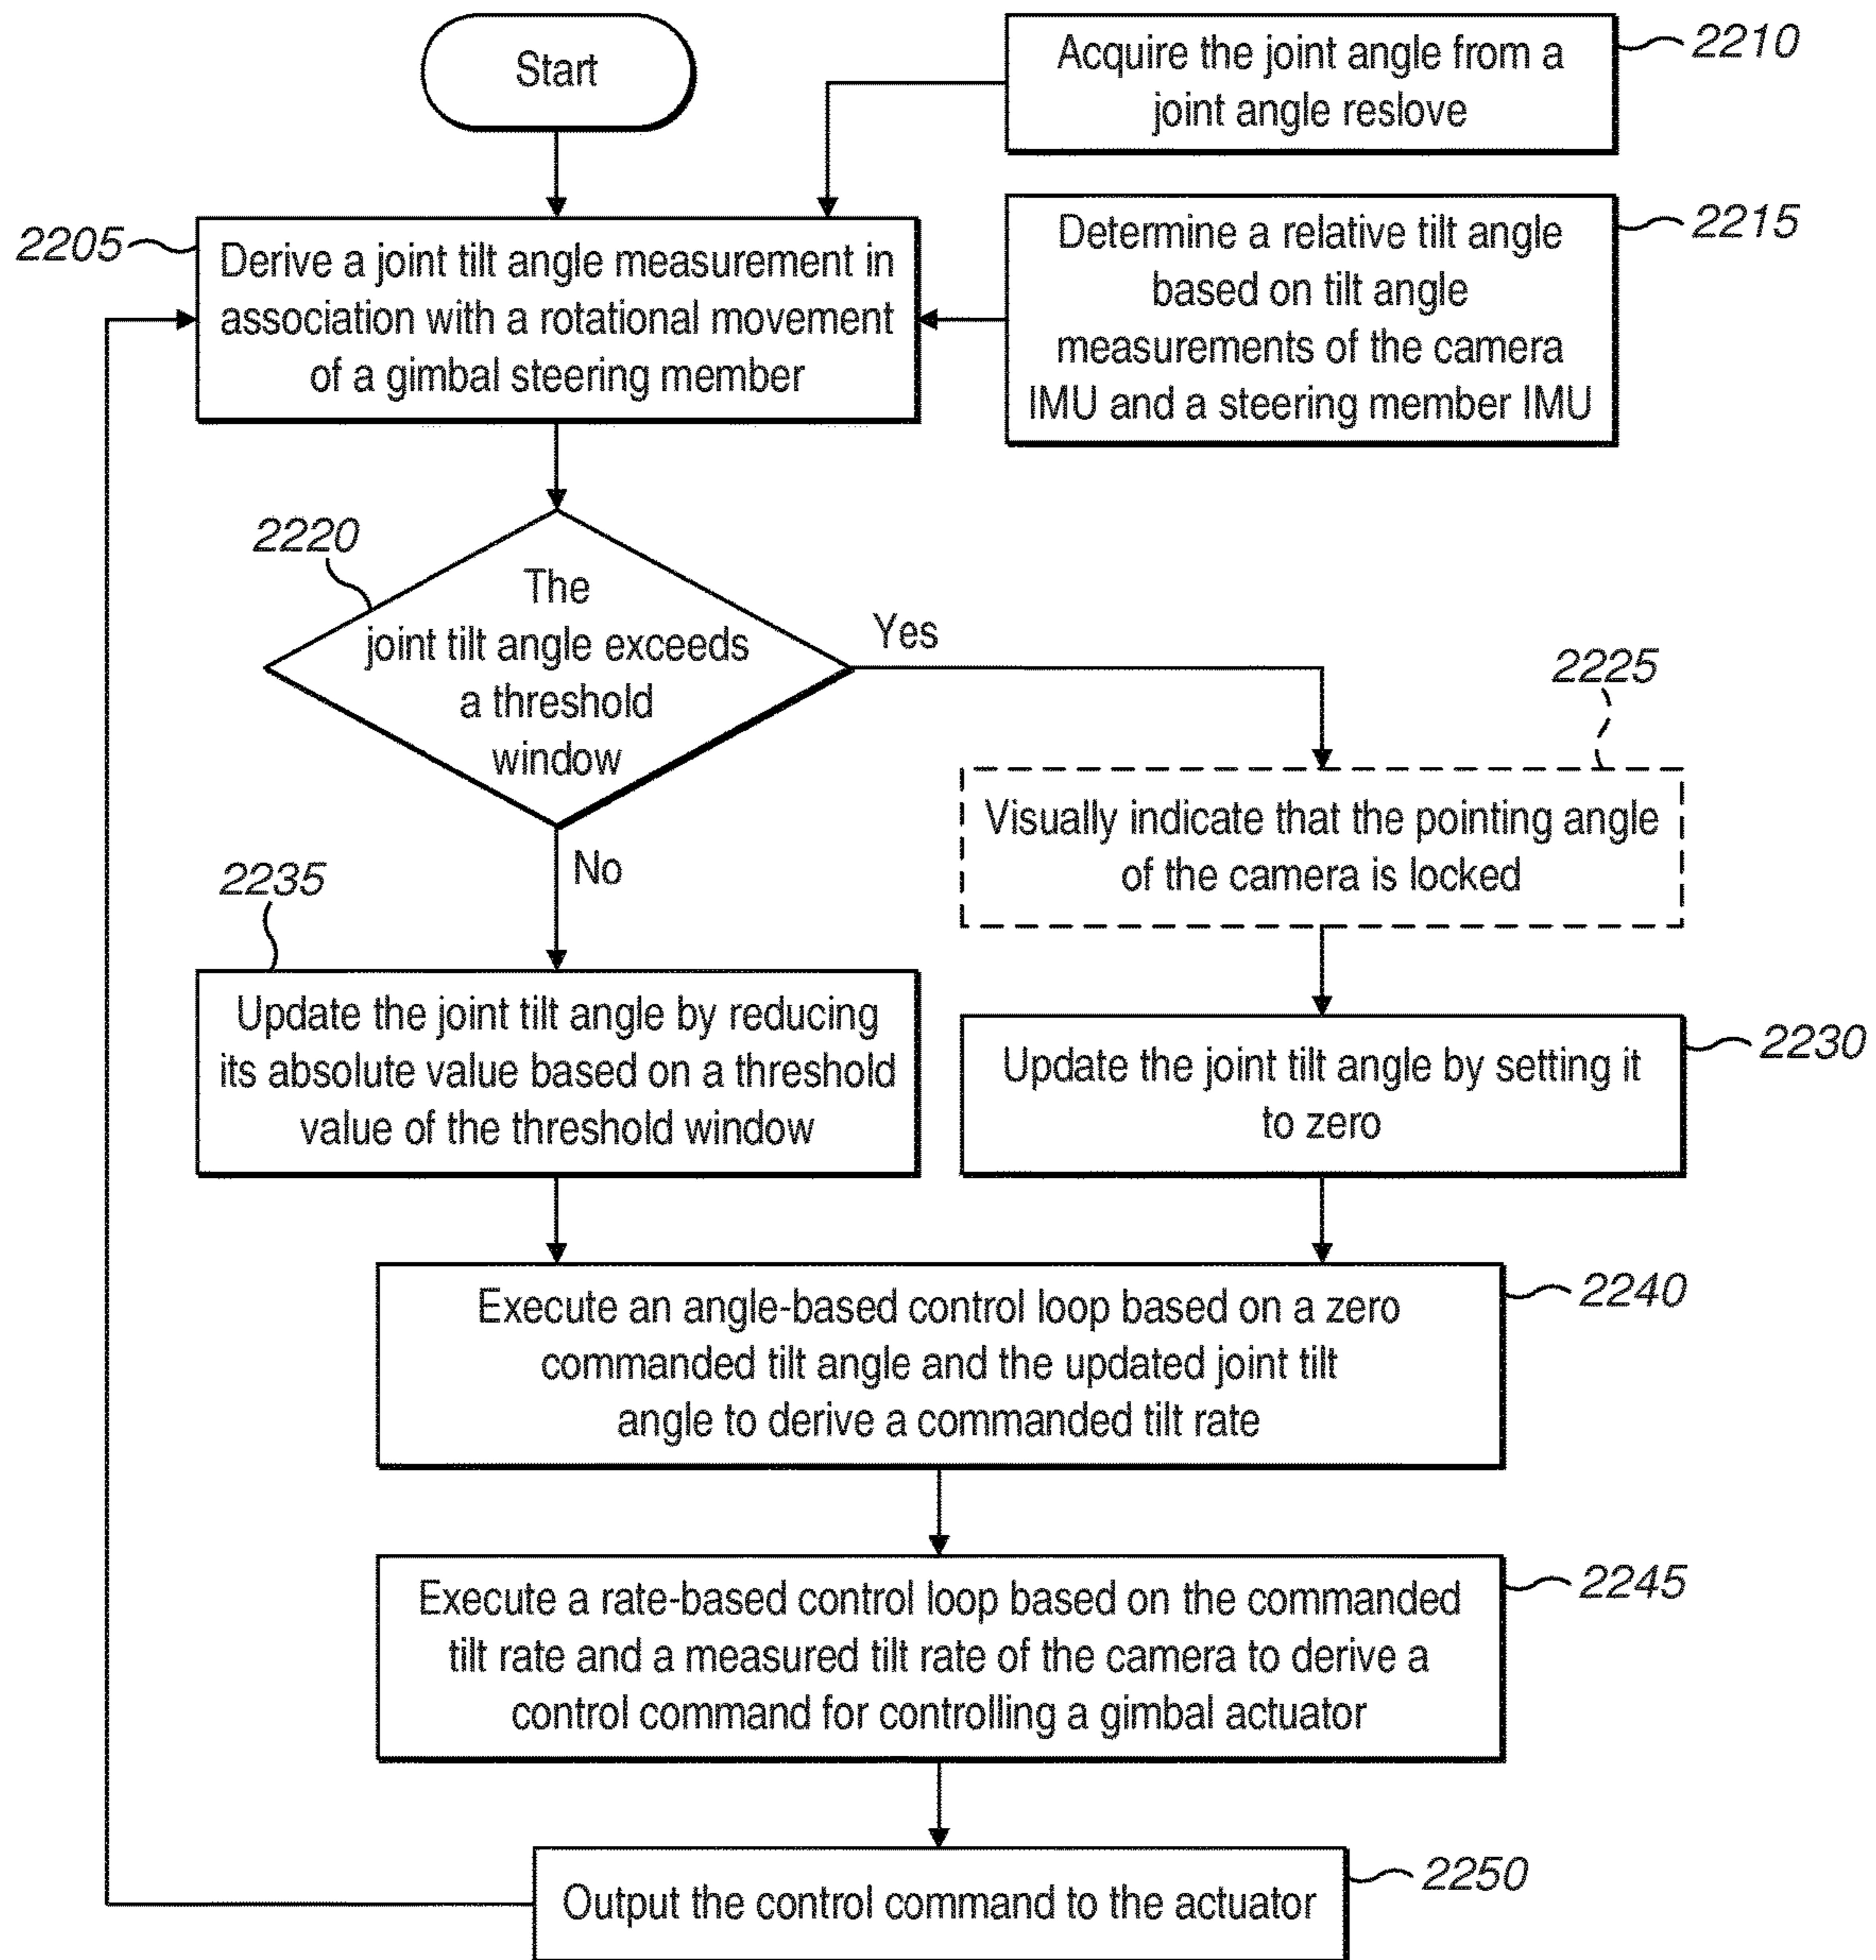 Start
Acquire the joint angle from a
joint angle reslove
2210
2205
Derive a joint tilt angle measurement in
association with a rotational movement
of a gimbal steering member
Determine a relative tilt angle
based on tilt angle
measurements of the camera
IMU and a steering member IMU
2215
2220
The
joint tilt angle exceeds
a threshold
window
Yes
No
2225
Visually indicate that the pointing angle
of the camera is locked
2235
Update the joint tilt angle by reducing
its absolute value based on a threshold
value of the threshold window
Update the joint tilt angle by setting it
to zero
2230
Execute an angle-based control loop based on a zero
commanded tilt angle and the updated joint tilt
angle to derive a commanded tilt rate
2240
Execute a rate-based control loop based on the commanded
tilt rate and a measured tilt rate of the camera to derive a
control command for controlling a gimbal actuator
2245
Output the control command to the actuator
2250